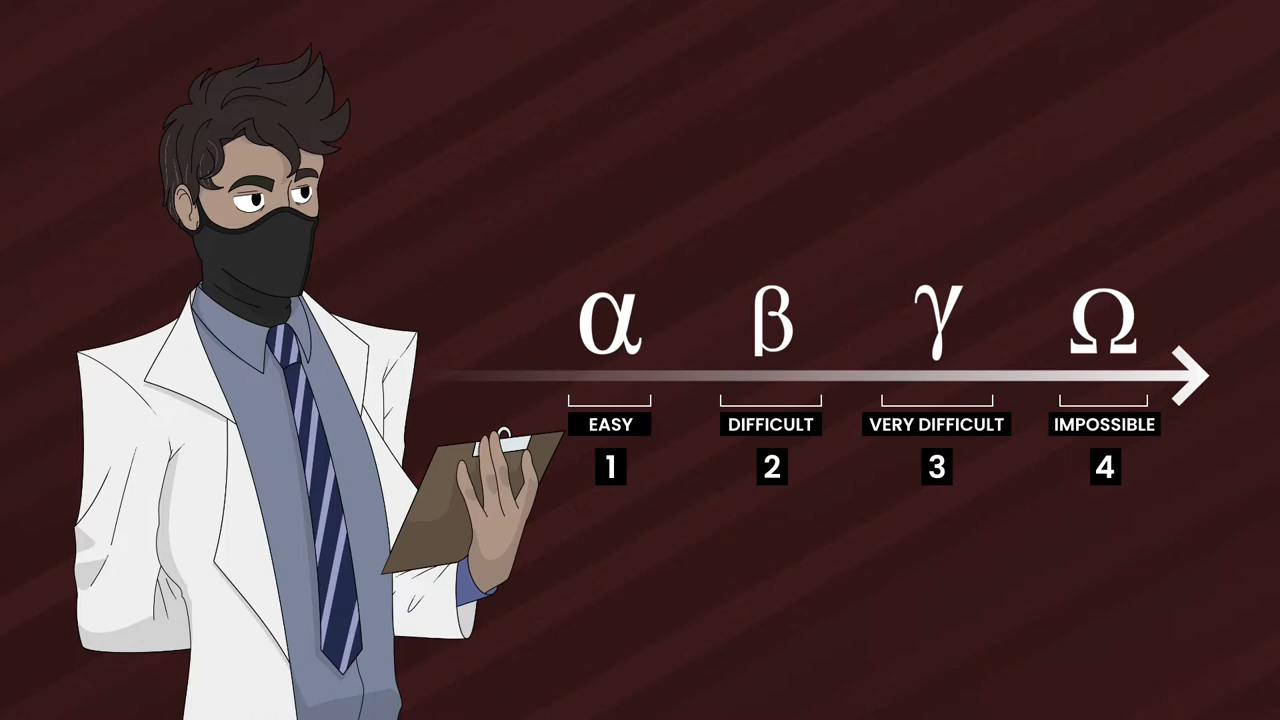 α β γ Ω
EASY DIFFICULT VERY DIFFICULT IMPOSSIBLE
1 2 3 4